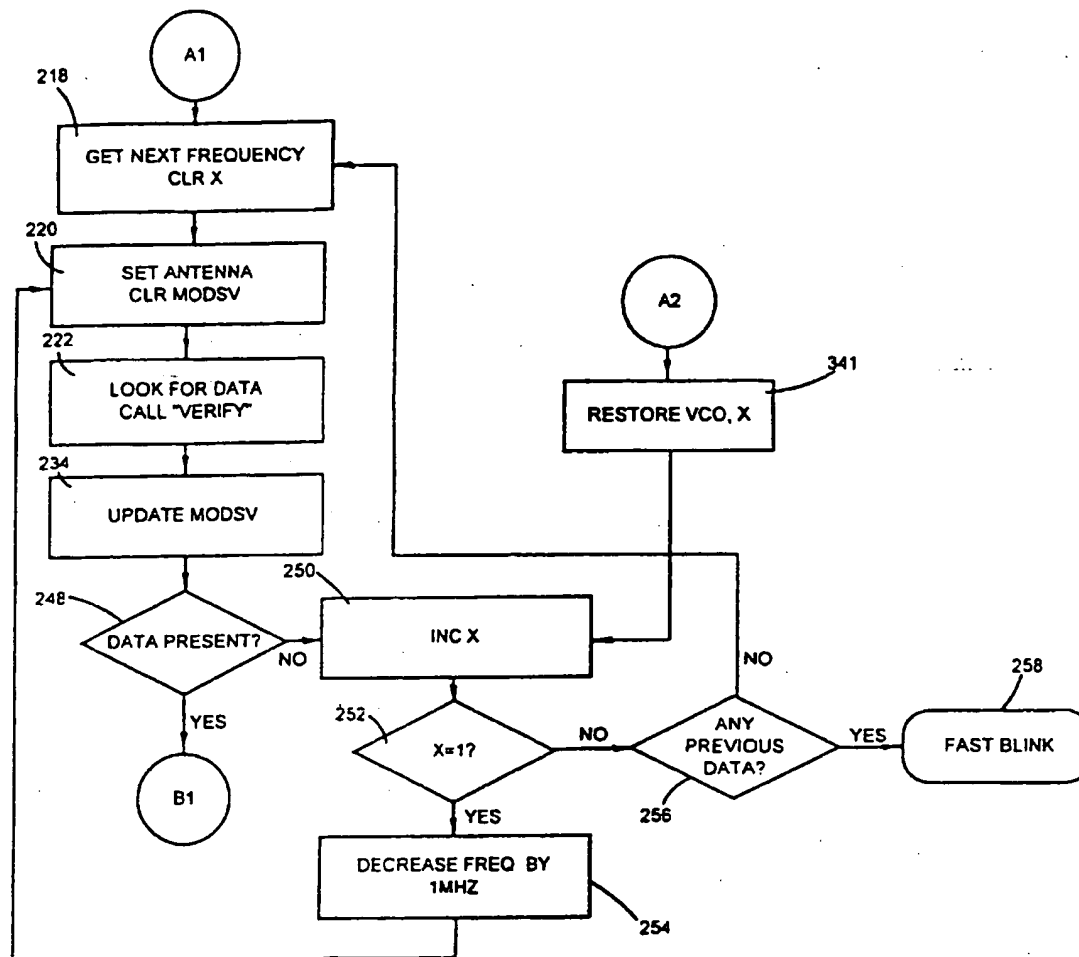 A1
218
GET NEXT FREQUENCY
CLR X
220
SET ANTENNA
CLR MODSV
A2
222
LOOK FOR DATA
CALL "VERIFY"
341
RESTORE VCO, X
234
UPDATE MODSV
250
248
DATA PRESENT?
NO
INC X
NO
YES
252
X=1?
NO
ANY
PREVIOUS
DATA?
YES
258
FAST BLINK
B1
YES
256
DECREASE FREQ BY
1MHZ
254